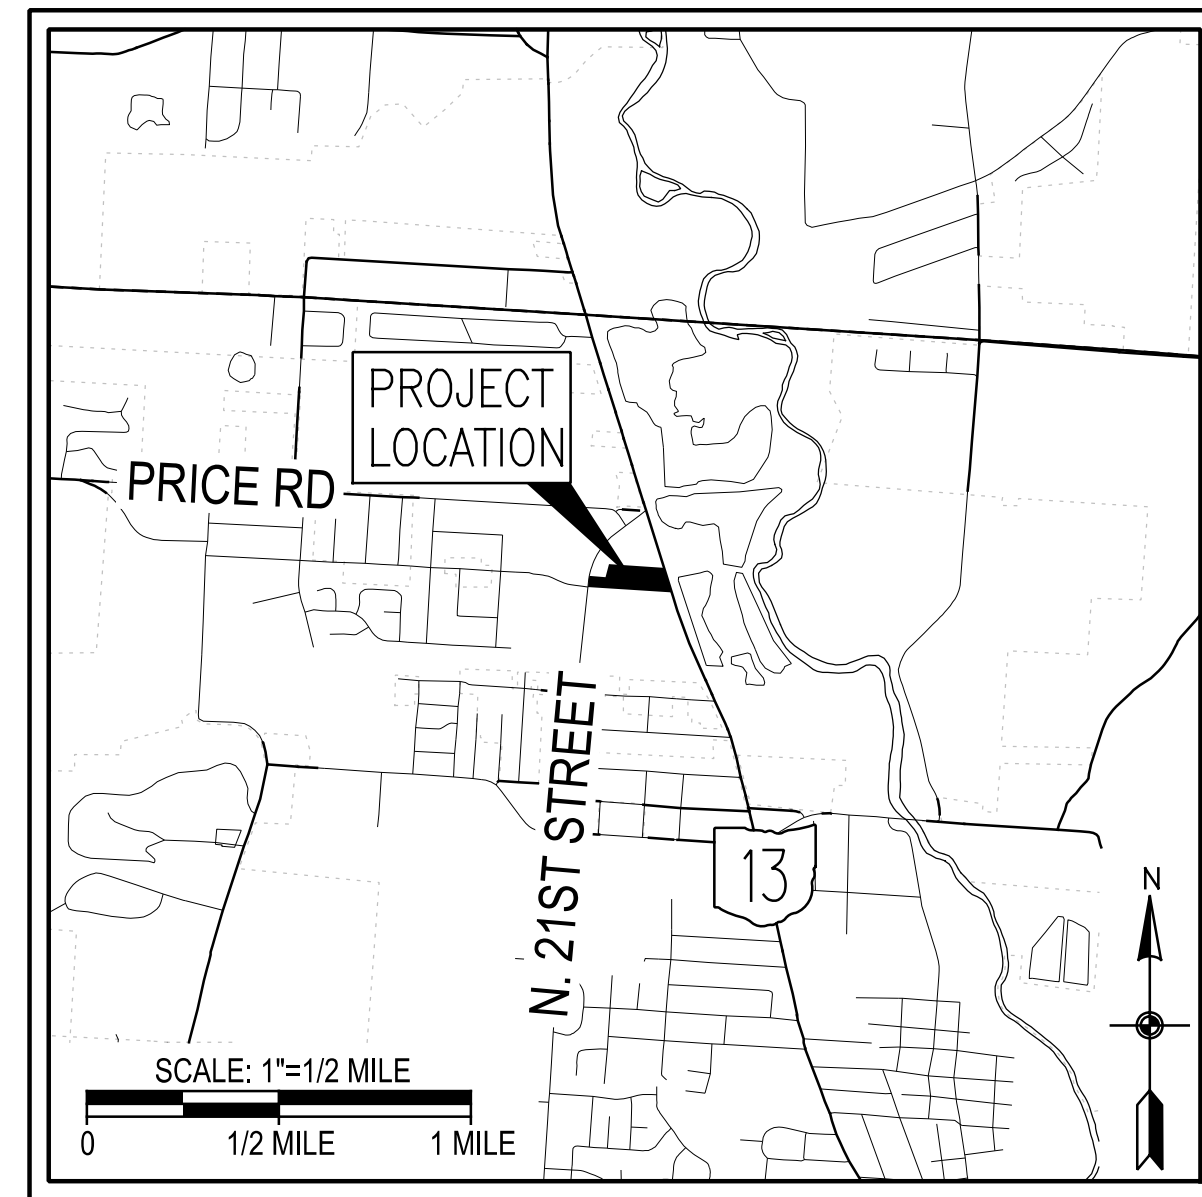 PROJECT
LOCATION
PRICE RD
N. 21ST STREET
13
N
SCALE: 1"=1/2 MILE
0 1/2 MILE 1 MILE